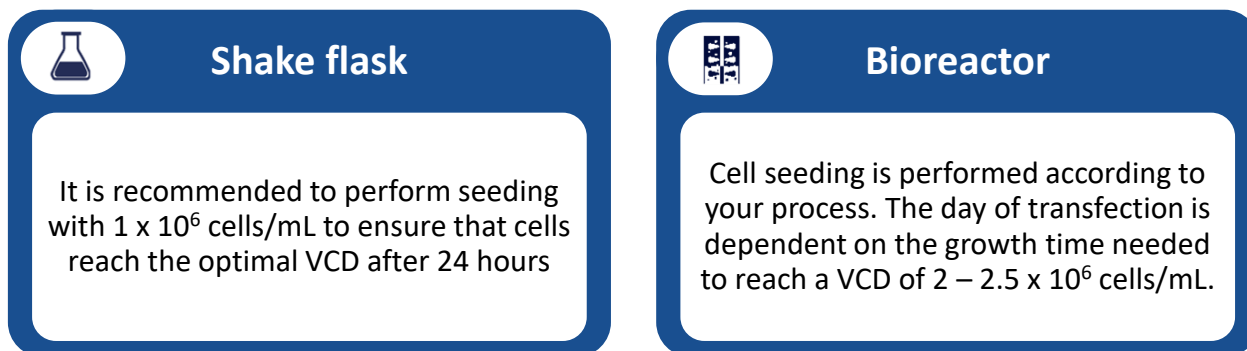 Shake flask
It is recommended to perform seeding
with 1 x 10⁶ cells/mL to ensure that cells
reach the optimal VCD after 24 hours
Bioreactor
Cell seeding is performed according to
your process. The day of transfection is
dependent on the growth time needed
to reach a VCD of 2 – 2.5 x 10⁶ cells/mL.